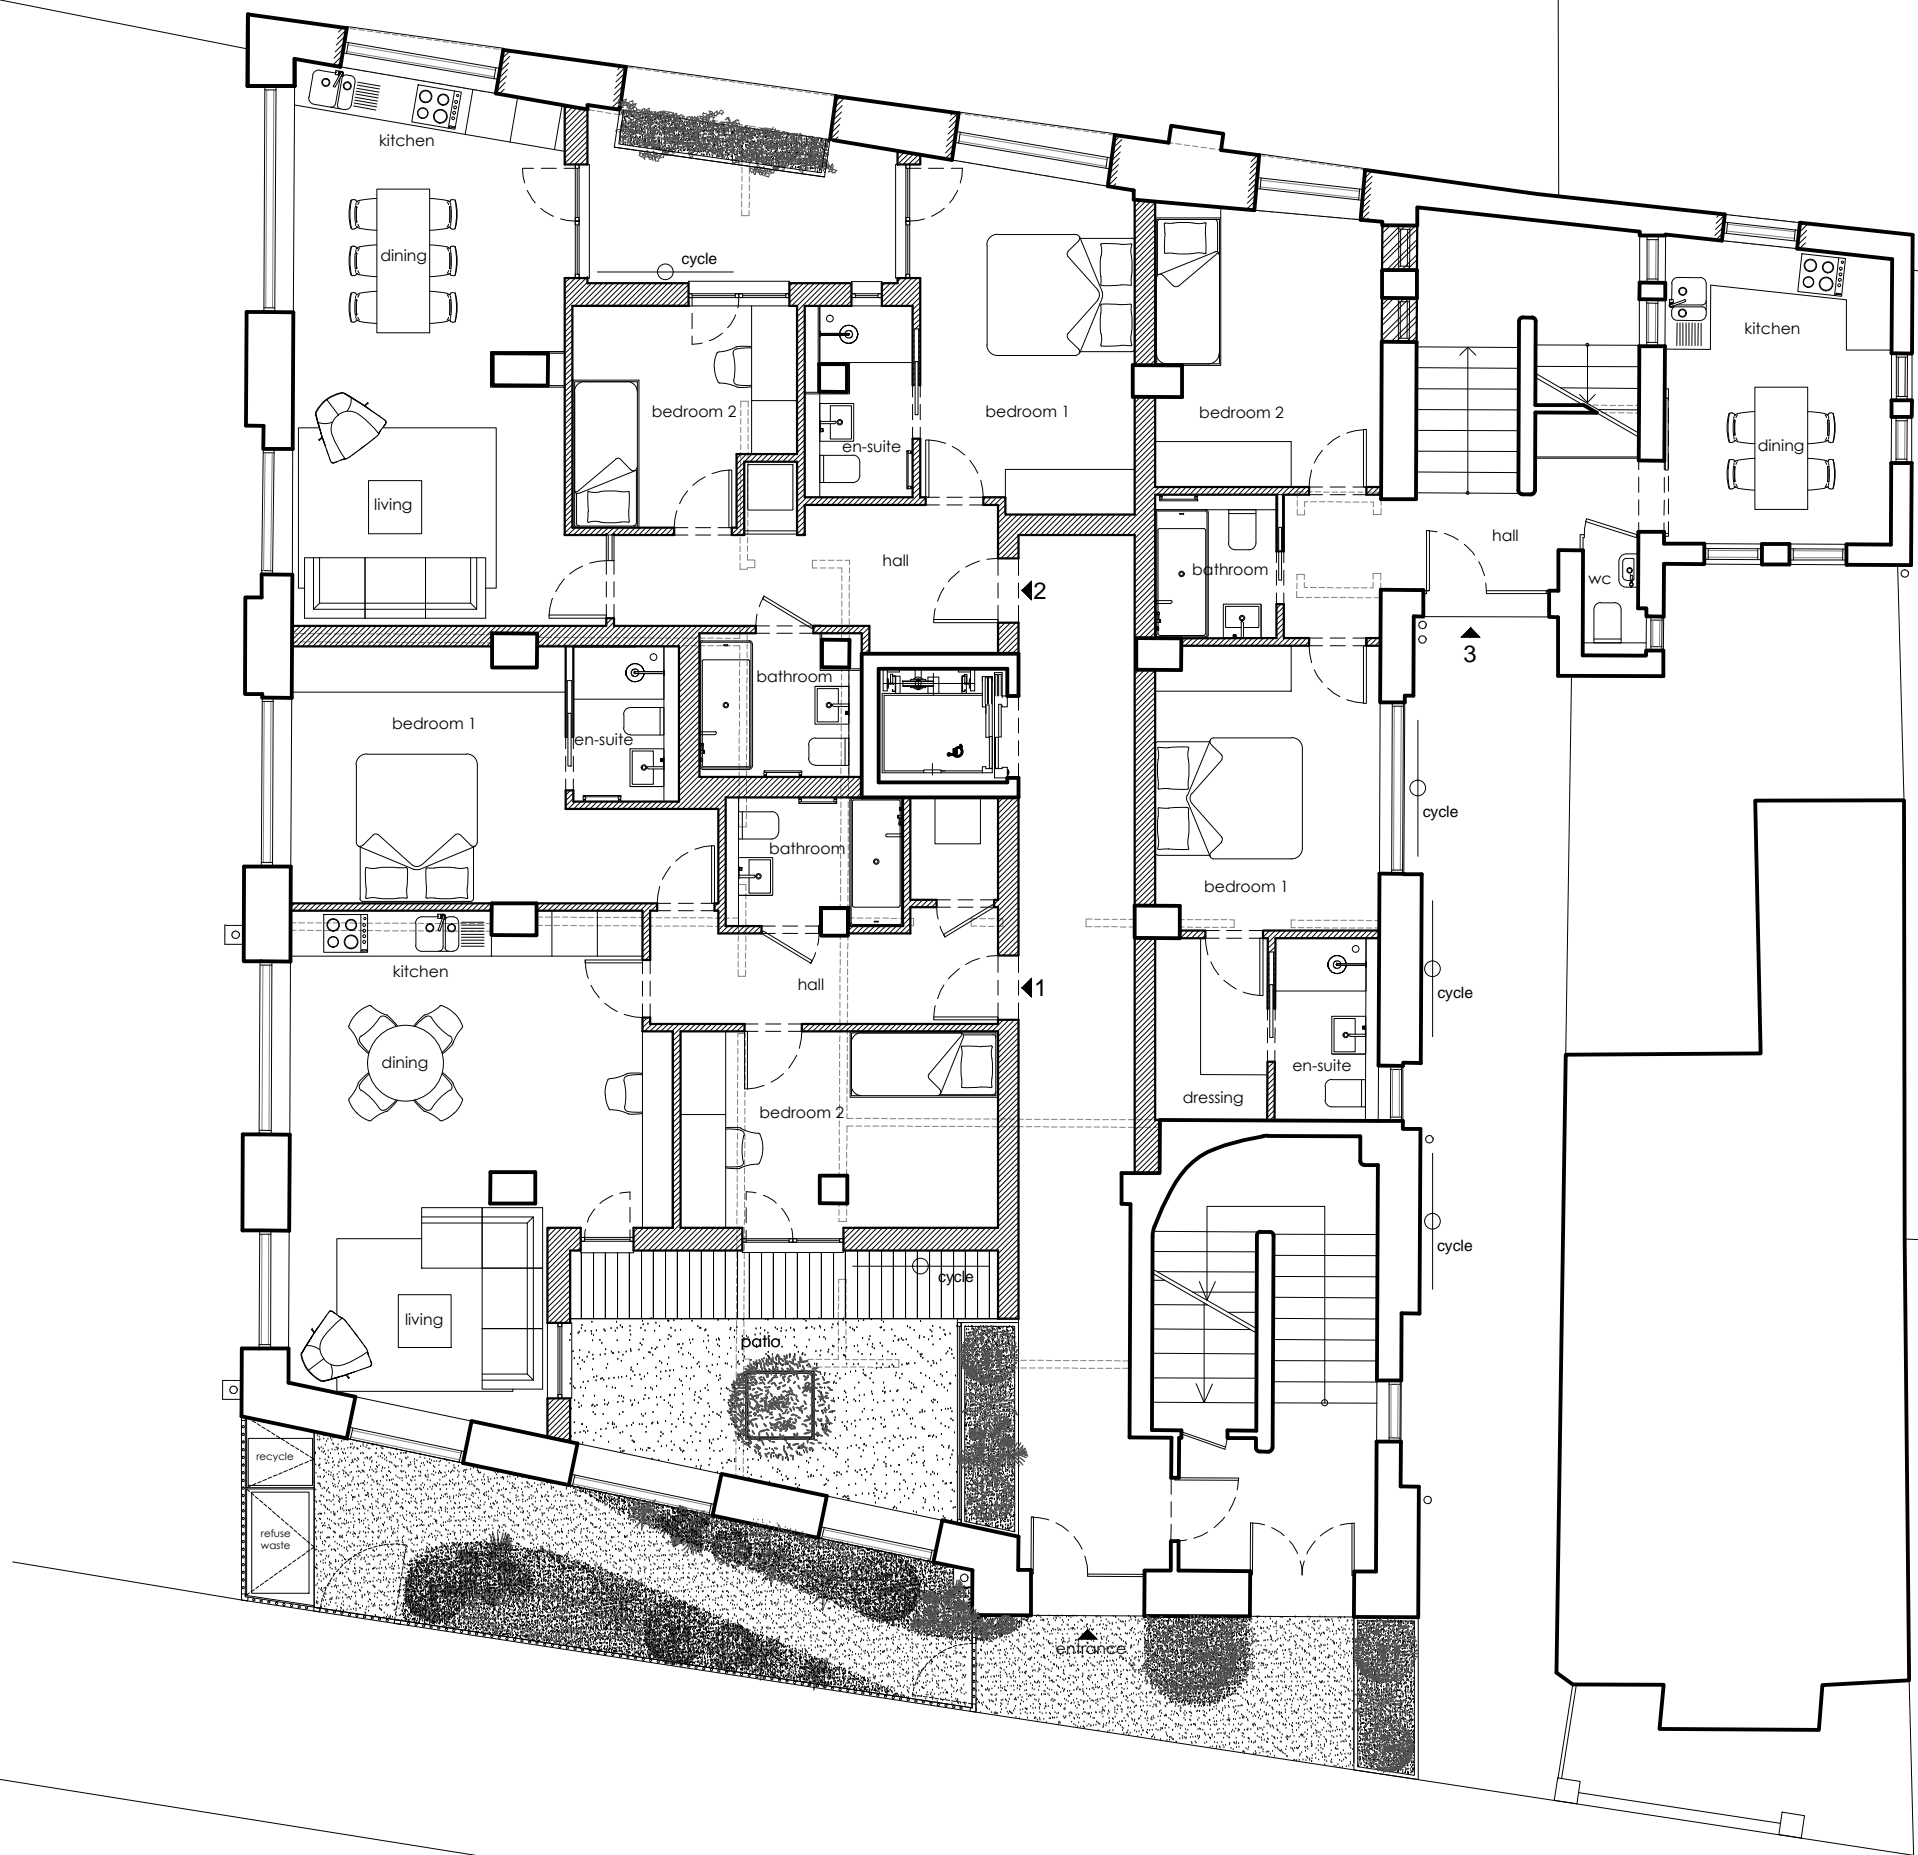 kitchen
cycle
dining
kitchen
bedroom 2
bedroom 1
bedroom 2
en-suite
dining
living
hall
hall
bathroom
wc
2
3
bathroom
bedroom 1
en-suite
cycle
bathroom
bedroom 1
kitchen
hall
1
cycle
dining
en-suite
dressing
bedroom 2
cycle
cycle
living
patio.
recycle
refuse
waste
entrance